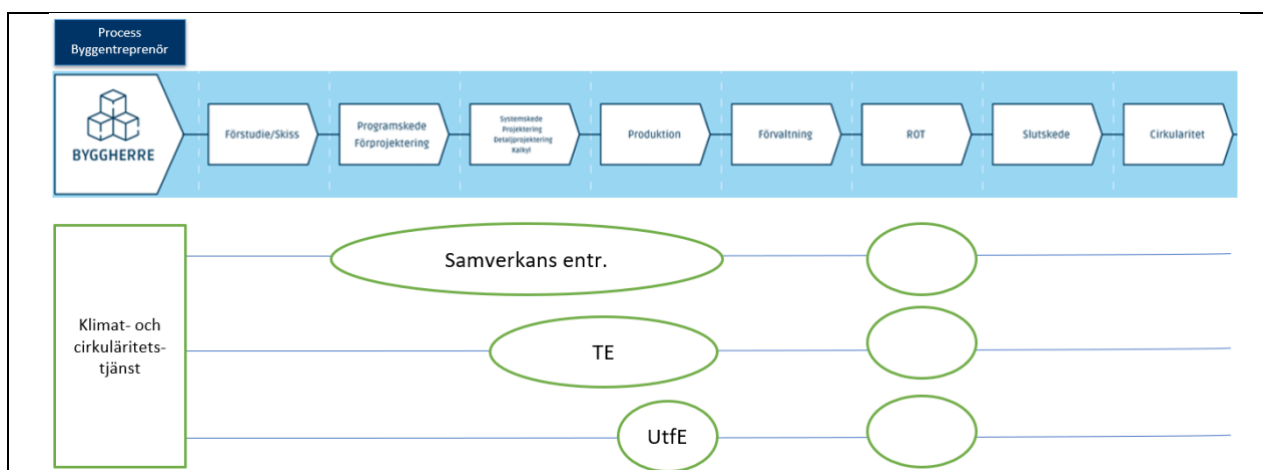 Process
Byggentreprenör
BYGGHERRE
Förstudie/Skiss
Programskede
Förprojektering
Systemskede
Projektering
Detaljprojektering
Kalkyl
Produktion
Förvaltning
ROT
Slutskede
Cirkularitet
Klimat- och
cirkuläritets-
tjänst
Samverkans entr.
TE
UtfE